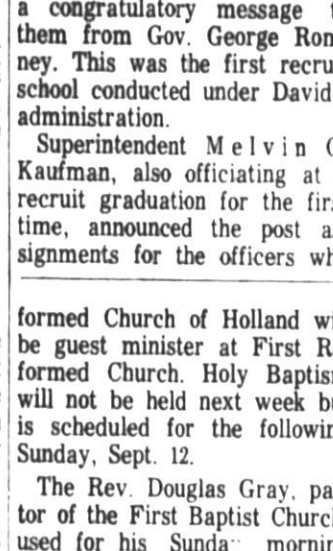 a congratulatory message
them from Gov. George Rom
ney. This was the first recru
school conducted under David
administration.
Superintendent Melvin
Kaufman, also officiating at
recruit graduation for the fir
time, announced the post a
signments for the officers wh
formed Church of Holland wi
be guest minister at First R
formed Church. Holy Baptis
will not be held next week b
is scheduled for the followin
Sunday, Sept. 12.
The Rev. Douglas Gray, pa
tor of the First Baptist Church
used for his Sunda mornin